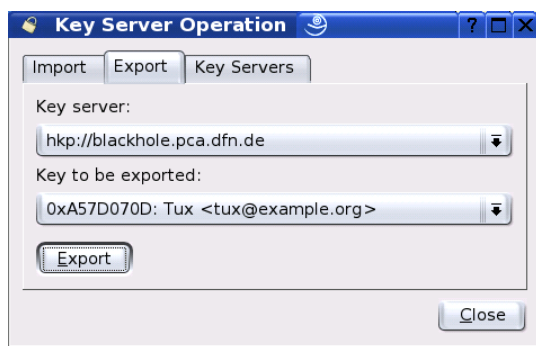 Key Server Operation
?
Import Export Key Servers
Key server:
hkp://blackhole.pca.dfn.de
Key to be exported:
0xA57D070D: Tux <tux@example.org>
Export
Close